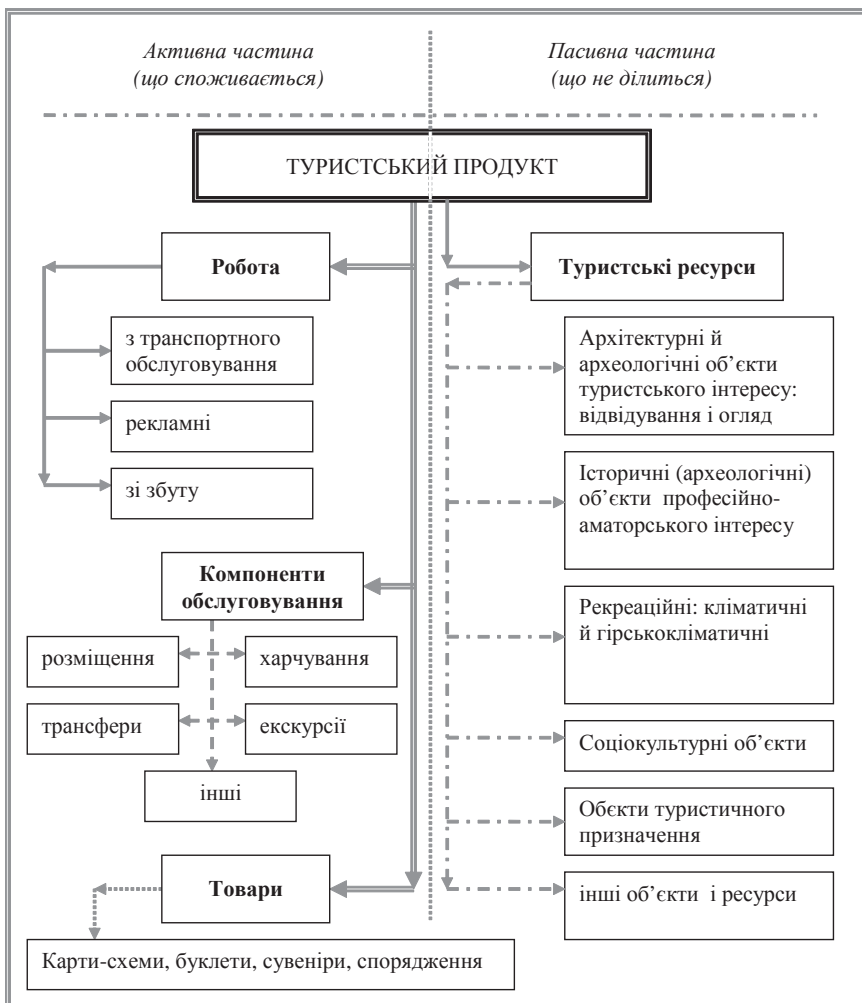 Активна частина
(що споживається)
Пасивна частина
(що не ділиться)
ТУРИСТСЬКИЙ ПРОДУКТ
Робота
з транспортного
обслуговування
рекламні
зі збуту
Компоненти
обслуговування
розміщення
харчування
трансфери
екскурсії
інші
Товари
Карти-схеми, буклети, сувеніри, спорядження
Туристські ресурси
Архітектурні й
археологічні об’єкти
туристського інтересу:
відвідування і огляд
Історичні (археологічні)
об’єкти професійно-
аматорського інтересу
Рекреаційні: кліматичні
й гірськокліматичні
Соціокультурні об’єкти
Обєкти туристичного
призначення
інші об’єкти і ресурси